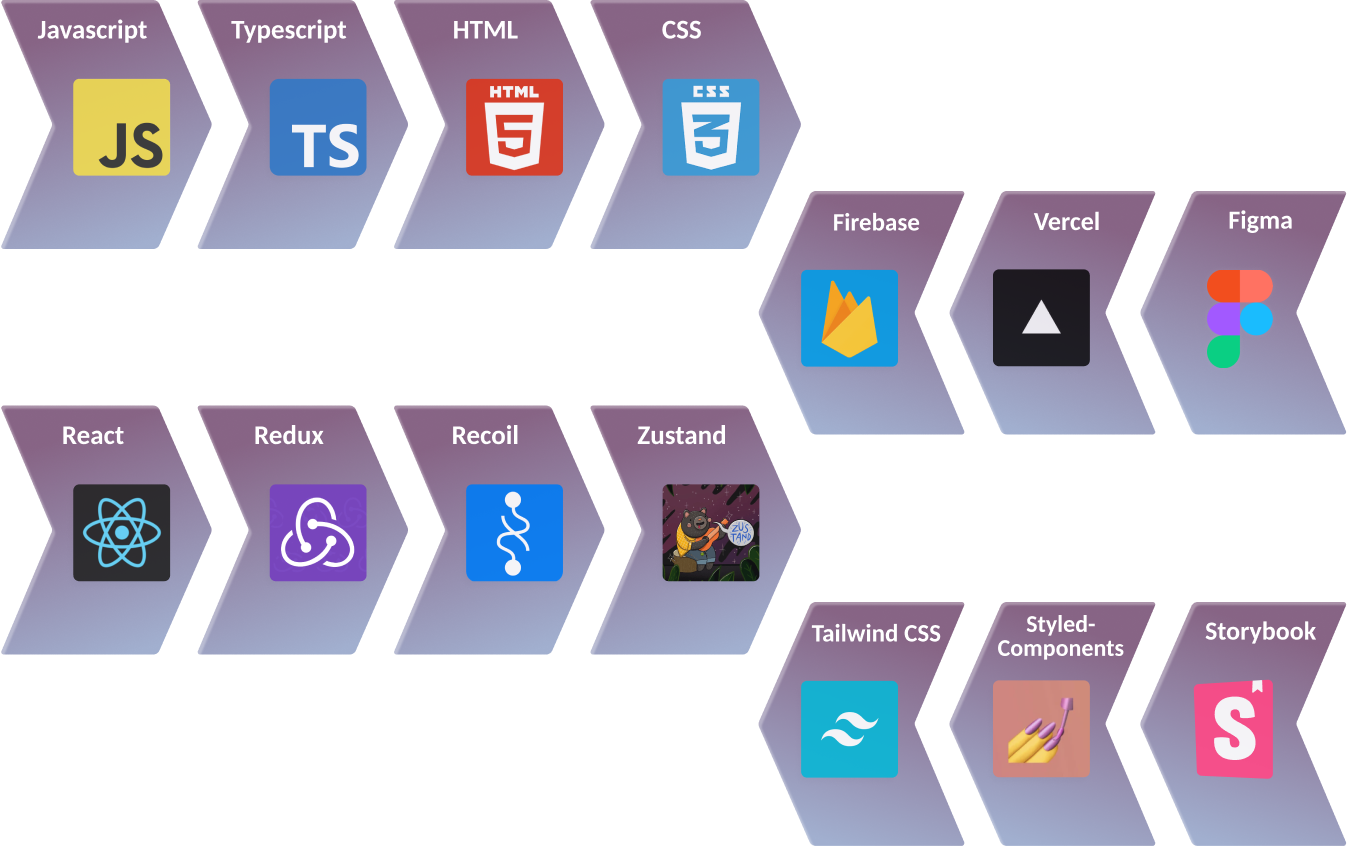 Javascript
JS
Typescript
TS
HTML
HTML
5
CSS
CSS
3
Firebase
Vercel
Figma
React
Redux
Recoil
Zustand
ZUS
TAND
Tailwind CSS
Styled-
Components
Storybook
S